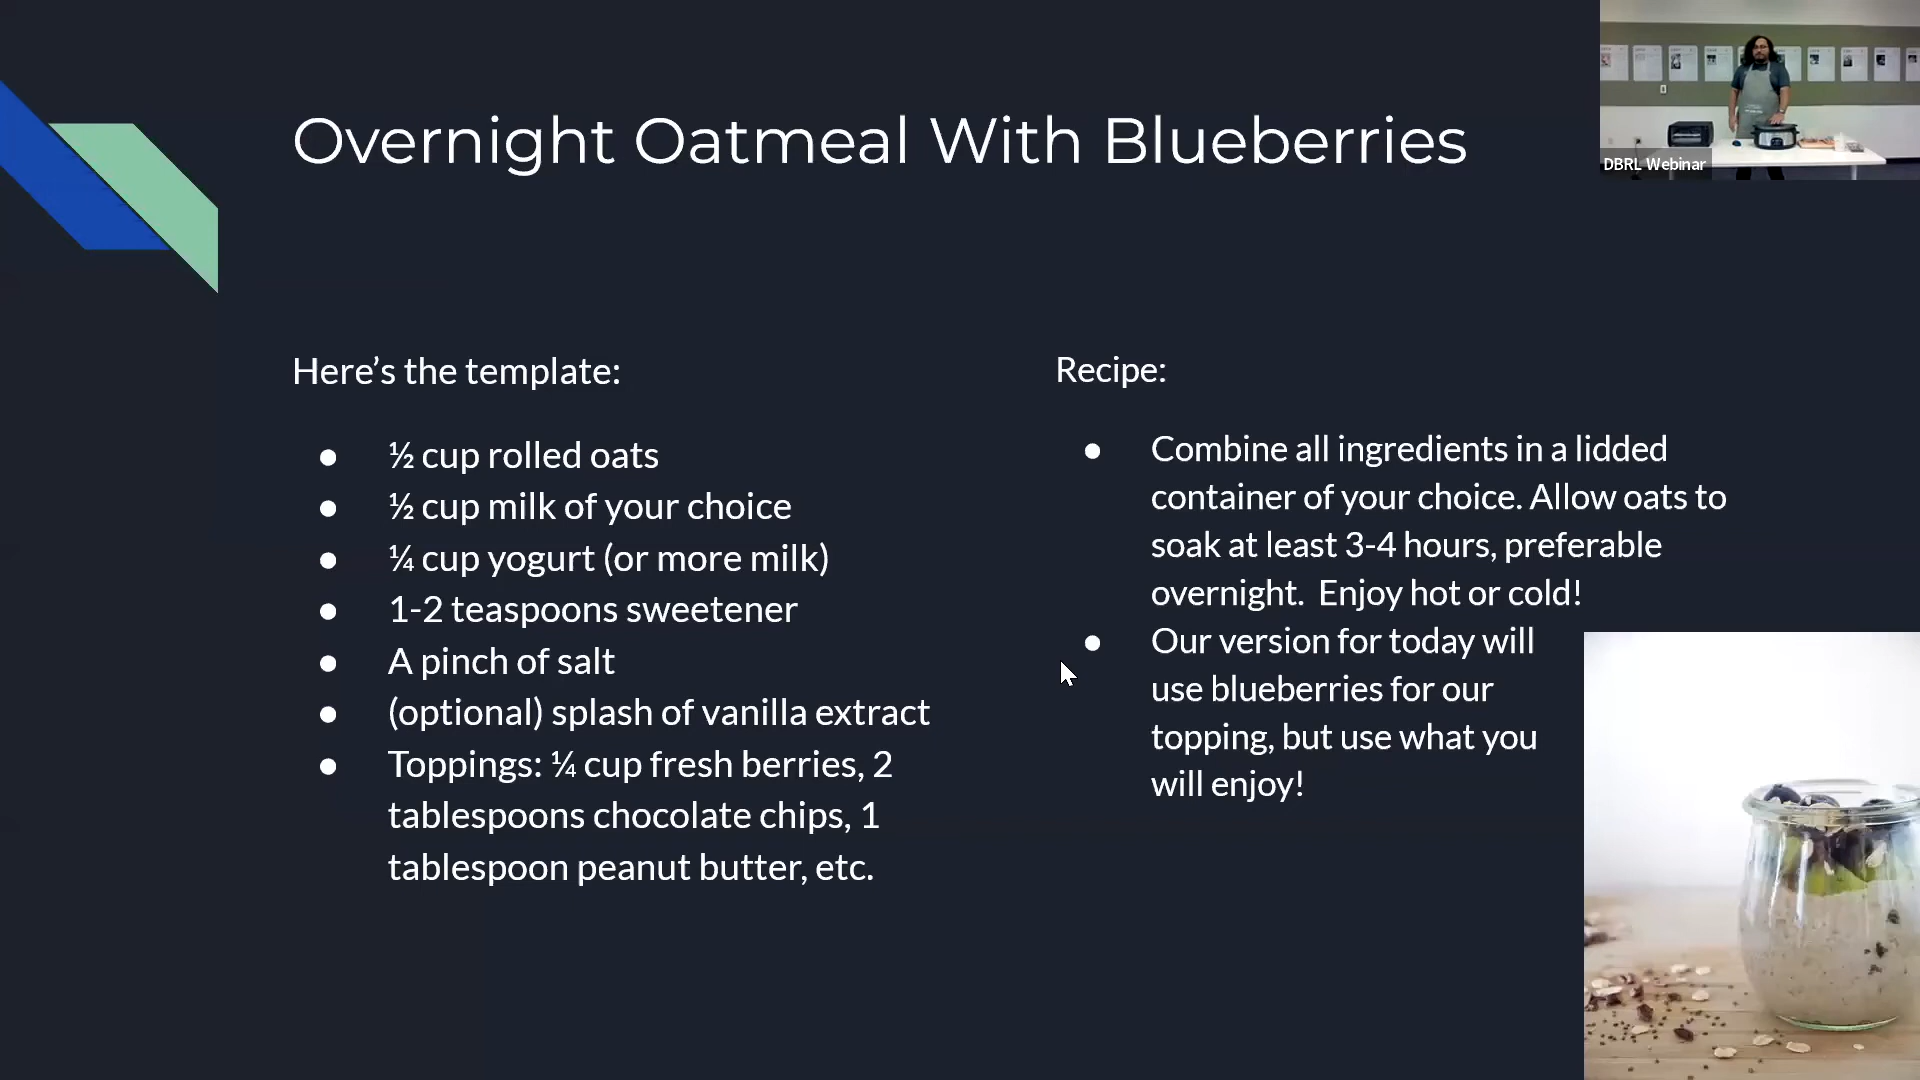 Overnight Oatmeal With Blueberries
DBRL Webinar
Here’s the template:
● ½ cup rolled oats
● ½ cup milk of your choice
● ¼ cup yogurt (or more milk)
● 1-2 teaspoons sweetener
● A pinch of salt
● (optional) splash of vanilla extract
● Toppings: ¼ cup fresh berries, 2
tablespoons chocolate chips, 1
tablespoon peanut butter, etc.
Recipe:
● Combine all ingredients in a lidded
container of your choice. Allow oats to
soak at least 3-4 hours, preferable
overnight.  Enjoy hot or cold!
● Our version for today will
use blueberries for our
topping, but use what you
will enjoy!